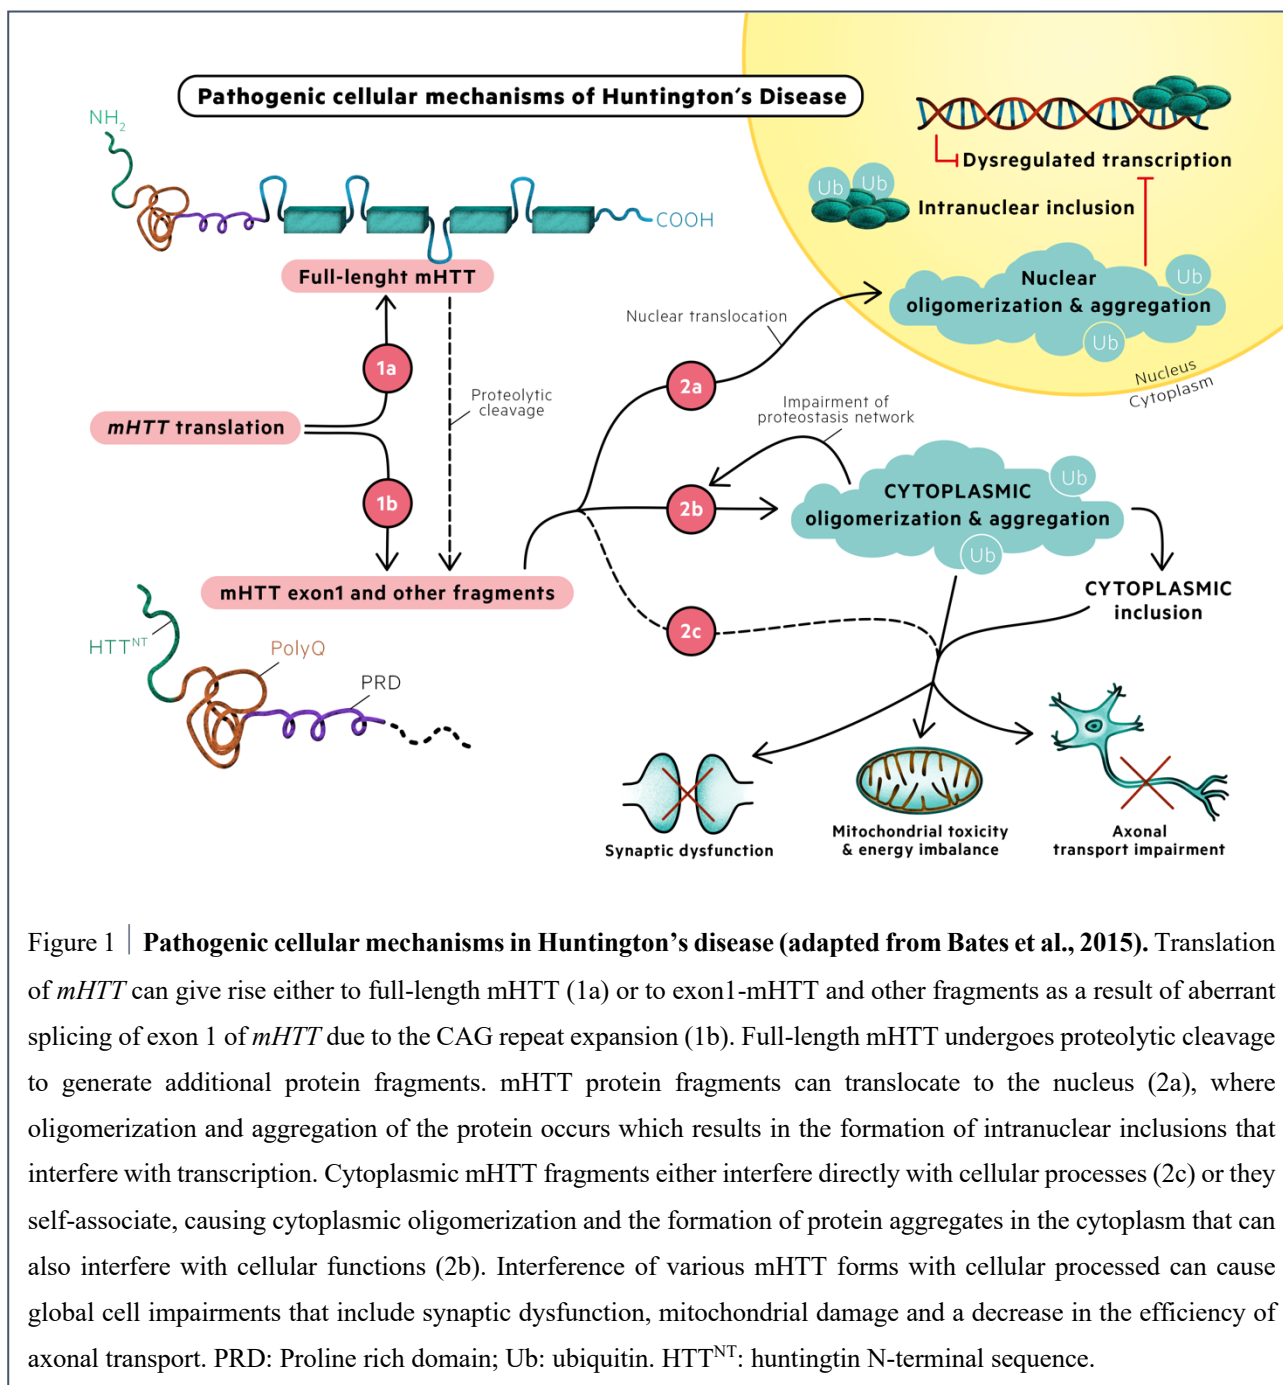 Pathogenic cellular mechanisms of Huntington's Disease
NH2
COOH
Full-lenght mHTT
1a
Proteolytic
cleavage
mHTT translation
1b
mHTT exon1 and other fragments
HTTNT
PolyQ
PRD
Dysregulated transcription
Ub
Ub
Intranuclear inclusion
Nuclear
oligomerization & aggregation
Ub
Ub
Nucleus
Cytoplasm
Nuclear translocation
2a
Impairment of
proteostasis network
2b
CYTOPLASMIC
oligomerization & aggregation
Ub
Ub
CYTOPLASMIC
inclusion
2c
Synaptic dysfunction
Mitochondrial toxicity
& energy imbalance
Axonal
transport impairment
Figure 1 | Pathogenic cellular mechanisms in Huntington's disease (adapted from Bates et al., 2015). Translation
of mHTT can give rise either to full-length mHTT (1a) or to exon1-mHTT and other fragments as a result of aberrant
splicing of exon 1 of mHTT due to the CAG repeat expansion (1b). Full-length mHTT undergoes proteolytic cleavage
to generate additional protein fragments. mHTT protein fragments can translocate to the nucleus (2a), where
oligomerization and aggregation of the protein occurs which results in the formation of intranuclear inclusions that
interfere with transcription. Cytoplasmic mHTT fragments either interfere directly with cellular processes (2c) or they
self-associate, causing cytoplasmic oligomerization and the formation of protein aggregates in the cytoplasm that can
also interfere with cellular functions (2b). Interference of various mHTT forms with cellular processed can cause
global cell impairments that include synaptic dysfunction, mitochondrial damage and a decrease in the efficiency of
axonal transport. PRD: Proline rich domain; Ub: ubiquitin. HTTNT: huntingtin N-terminal sequence.